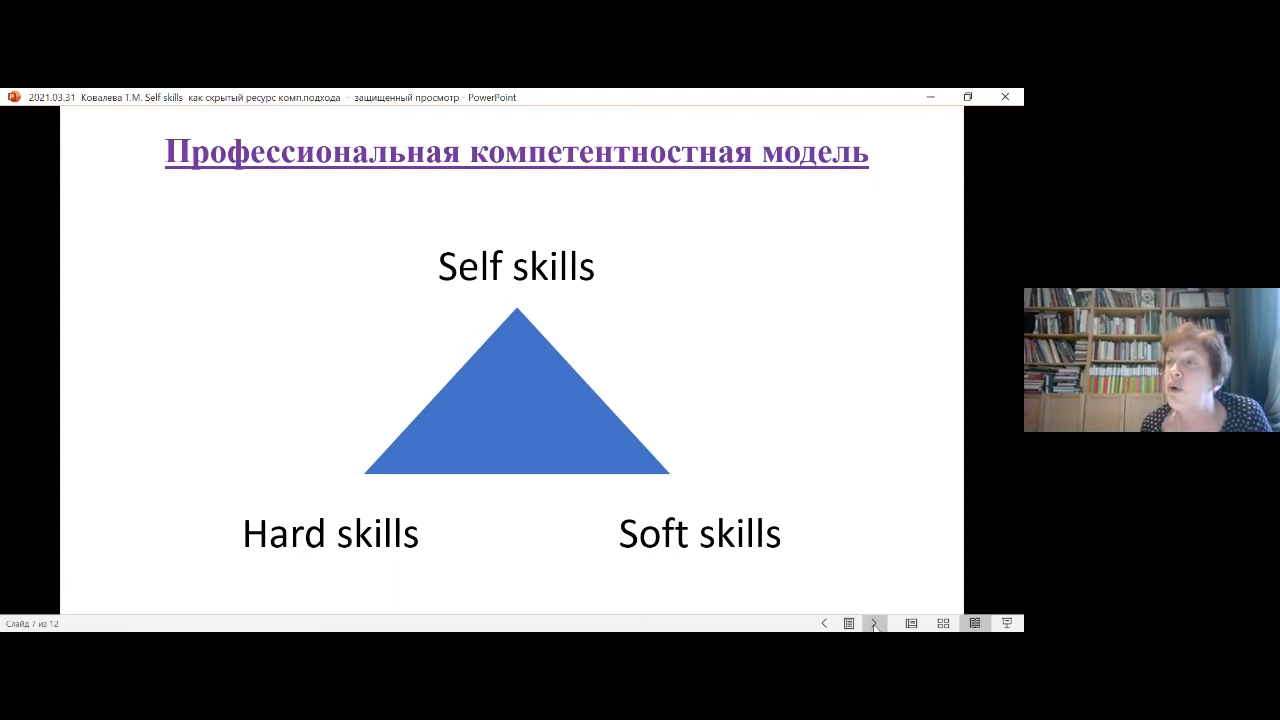 2021.03.31 Ковалева Т.М. Self skills как скрытый ресурс комп.подхода - защищенный просмотр - PowerPoint
Профессиональная компетентностная модель
Self skills
Hard skills
Soft skills
Слайд 7 из 12